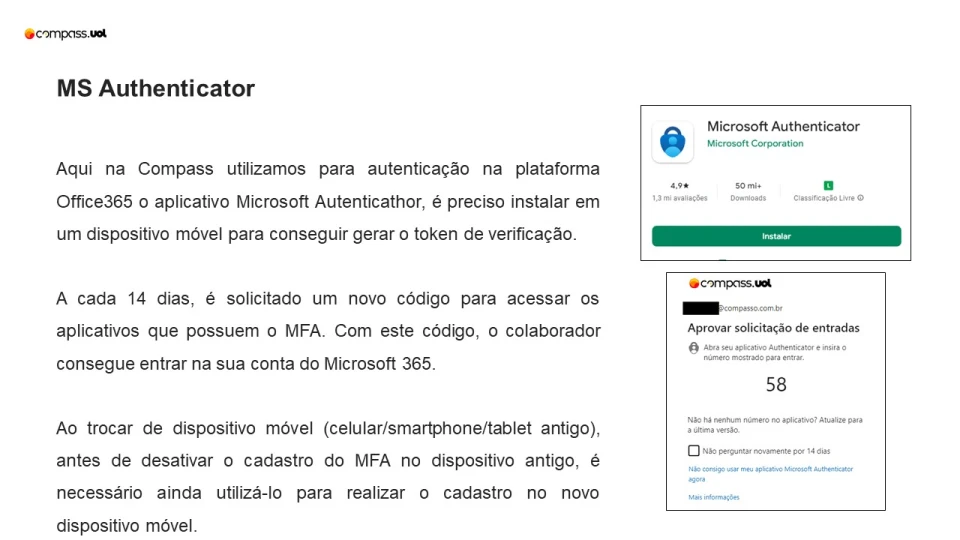 compass.uol
MS Authenticator
Aqui na Compass utilizamos para autenticação na plataforma
Office365 o aplicativo Microsoft Autenticathor, é preciso instalar em
um dispositivo móvel para conseguir gerar o token de verificação.
A cada 14 dias, é solicitado um novo código para acessar os
aplicativos que possuem o MFA. Com este código, o colaborador
consegue entrar na sua conta do Microsoft 365.
Ao trocar de dispositivo móvel (celular/smartphone/tablet antigo),
antes de desativar o cadastro do MFA no dispositivo antigo, é
necessário ainda utilizá-lo para realizar o cadastro no novo
dispositivo móvel.
Microsoft Authenticator
Microsoft Corporation
4,9★ 50 mi+ L
1,3 mi avaliações Downloads Classificação Livre
Instalar
compass.uol
@compasso.com.br
Aprovar solicitação de entradas
Abra seu aplicativo Authenticator e insira o
número mostrado para entrar.
58
Não há nenhum número no aplicativo? Atualize para
a última versão.
Não perguntar novamente por 14 dias
Não consigo usar meu aplicativo Microsoft Authenticator
agora
Mais informações